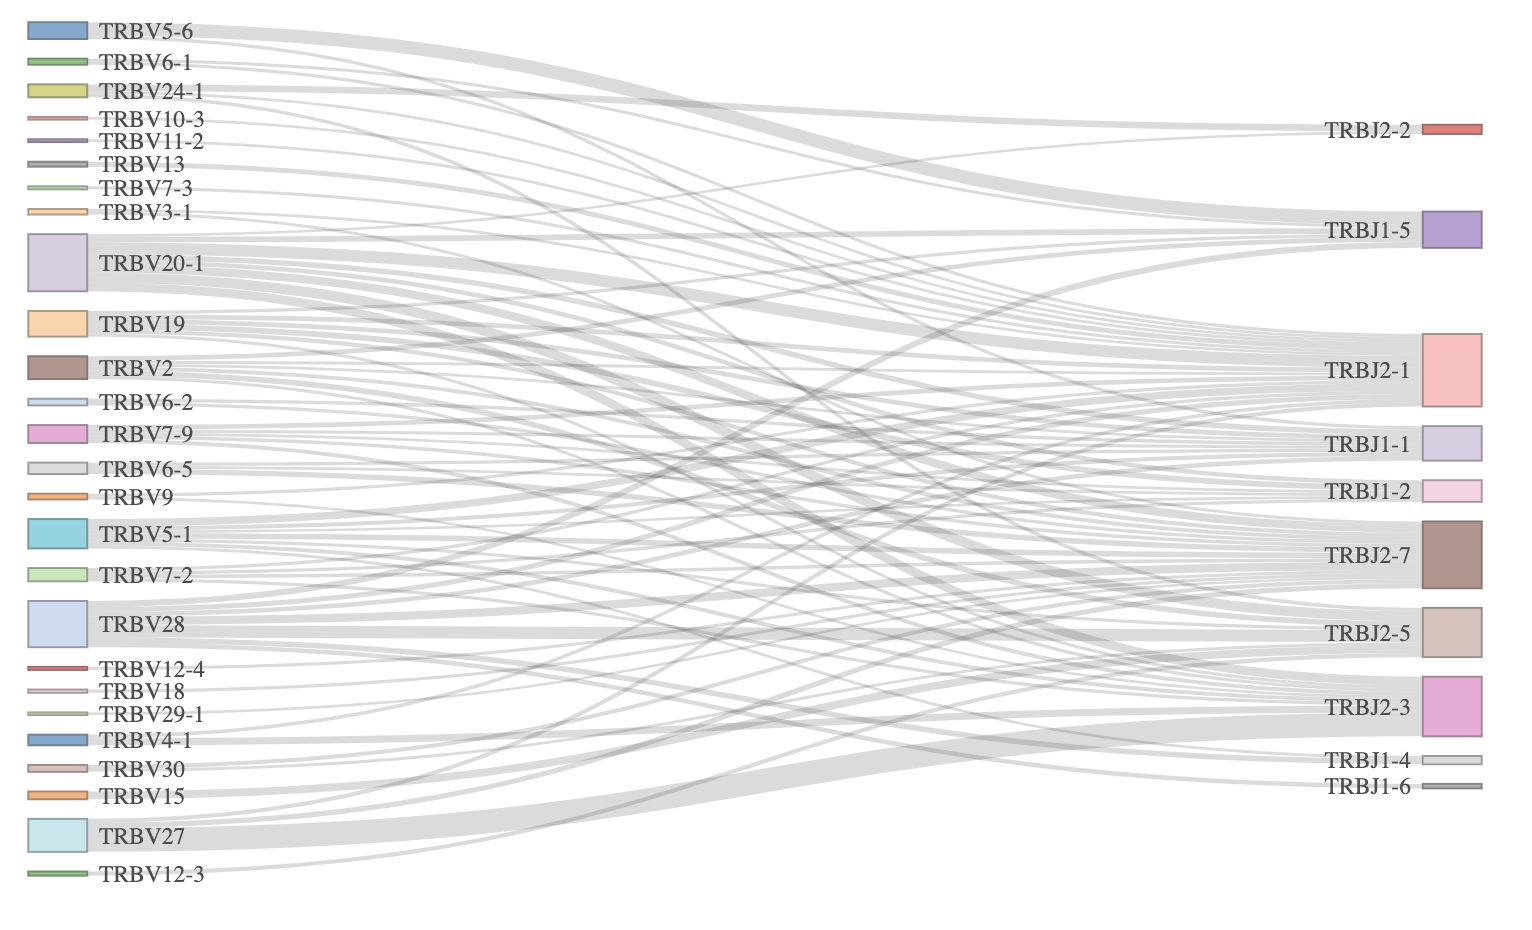 TRBV5-6
TRBV6-1
TRBV24-1
TRBV10-3
TRBV11-2
TRBV13
TRBV7-3
TRBV3-1
TRBV20-1
TRBV19
TRBV2
TRBV6-2
TRBV7-9
TRBV6-5
TRBV9
TRBV5-1
TRBV7-2
TRBV28
TRBV12-4
TRBV18
TRBV29-1
TRBV4-1
TRBV30
TRBV15
TRBV27
TRBV12-3
TRBJ2-2
TRBJ1-5
TRBJ2-1
TRBJ1-1
TRBJ1-2
TRBJ2-7
TRBJ2-5
TRBJ2-3
TRBJ1-4
TRBJ1-6